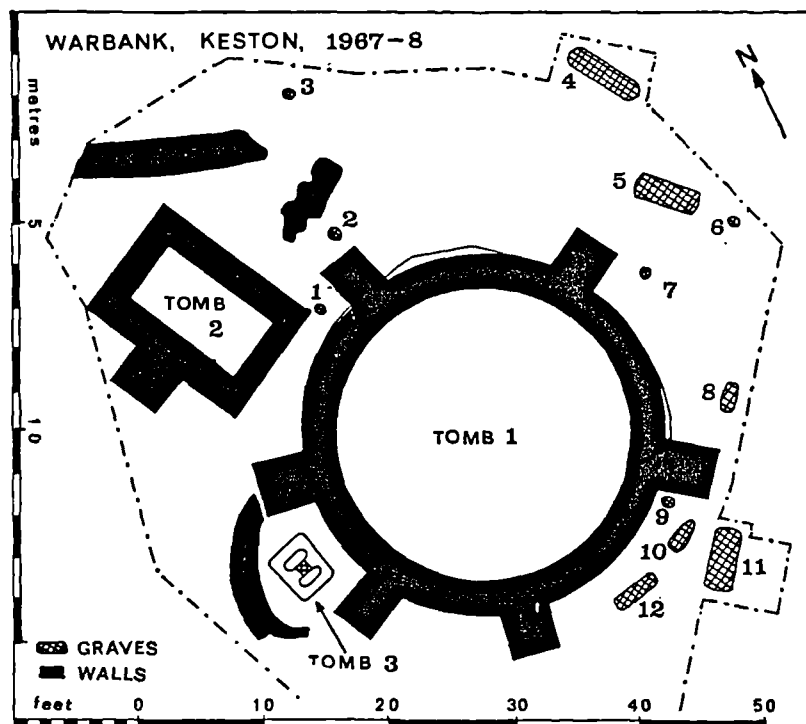 WARBANK, KESTON, 1967-8
N
metres
3
4
5
6
2
5
7
1
TOMB
2
8
10
TOMB 1
9
10
11
12
GRAVES
WALLS
TOMB 3
feet 0 10 20 30 40 50